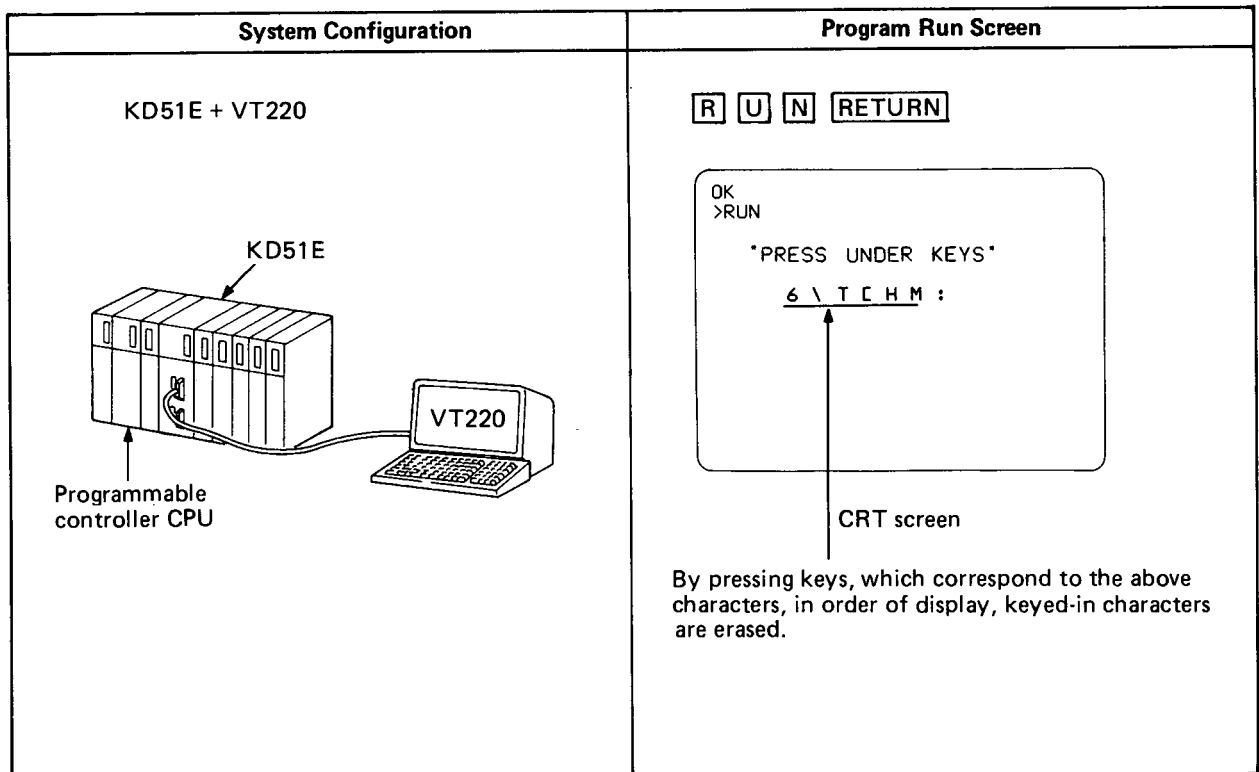 System Configuration
Program Run Screen
KD51E + VT220
KD51E
VT220
Programmable
controller CPU
R U N RETURN
OK
>RUN
"PRESS UNDER KEYS"
6 \ T [ H M :
CRT screen
By pressing keys, which correspond to the above
characters, in order of display, keyed-in characters
are erased.